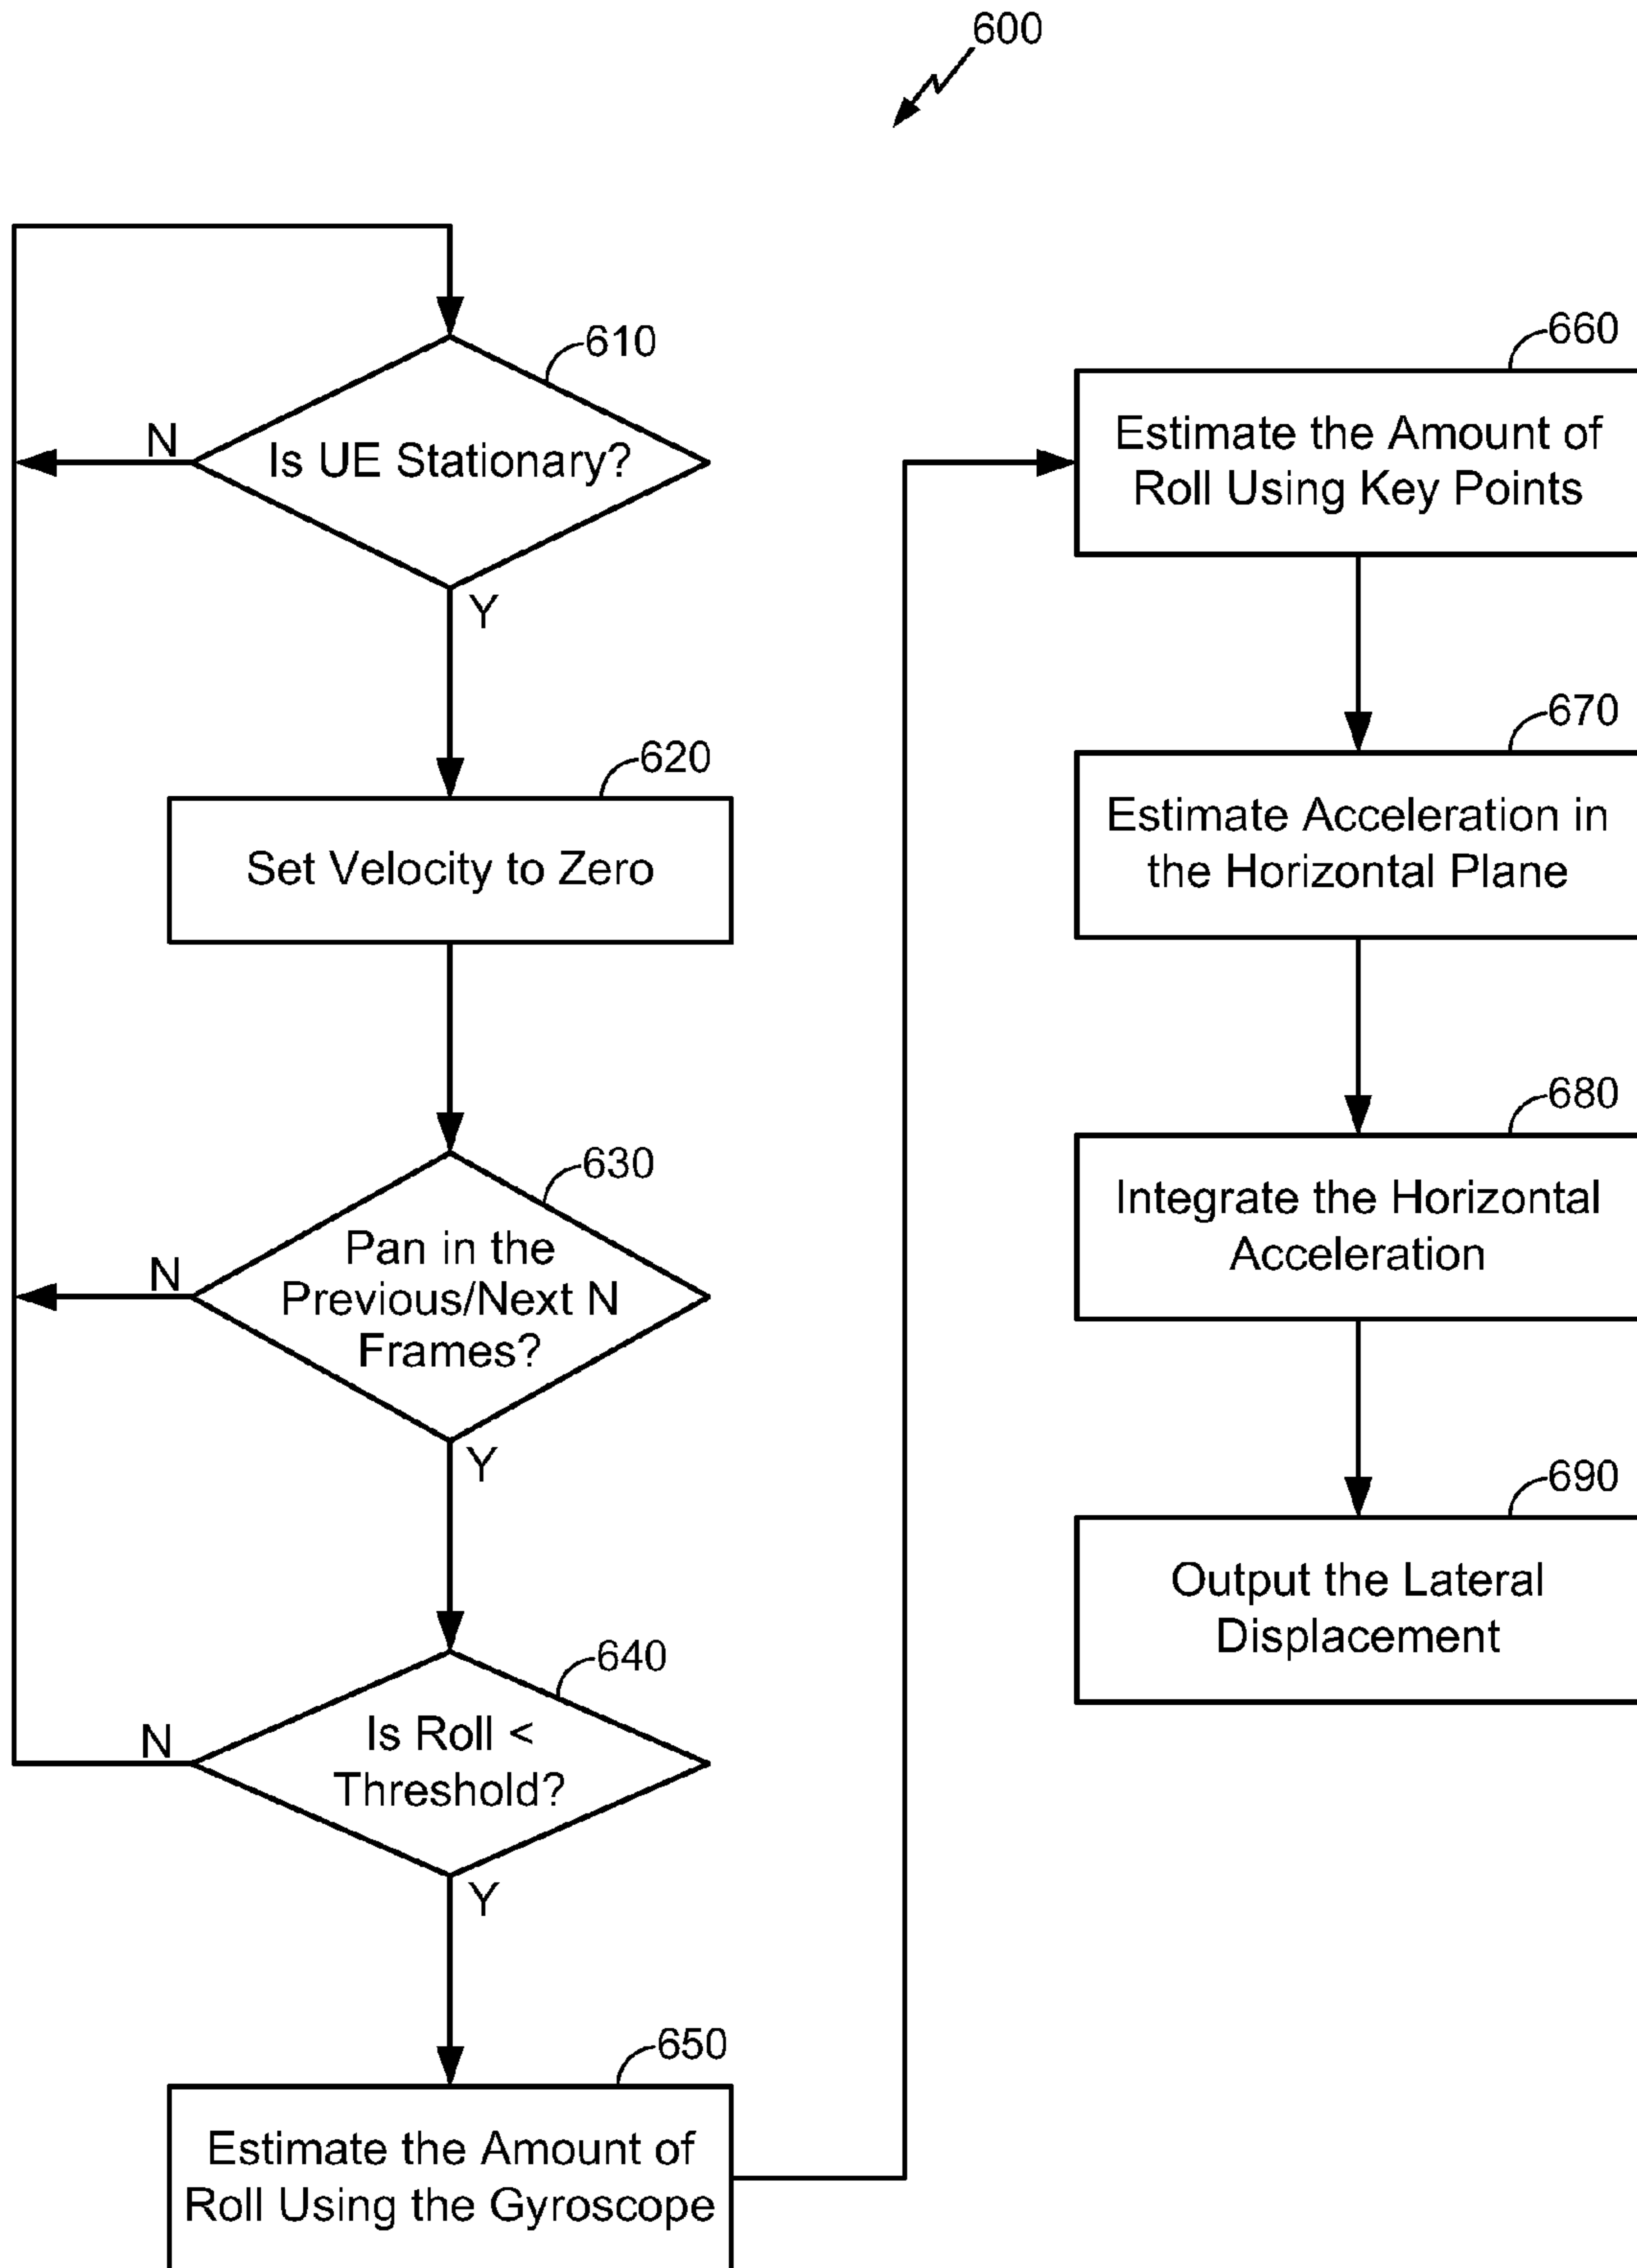 600
610
Is UE Stationary?
N
Y
620
Set Velocity to Zero
630
Pan in the
Previous/Next N
Frames?
N
Y
640
Is Roll <
Threshold?
N
Y
650
Estimate the Amount of
Roll Using the Gyroscope
660
Estimate the Amount of
Roll Using Key Points
670
Estimate Acceleration in
the Horizontal Plane
680
Integrate the Horizontal
Acceleration
690
Output the Lateral
Displacement